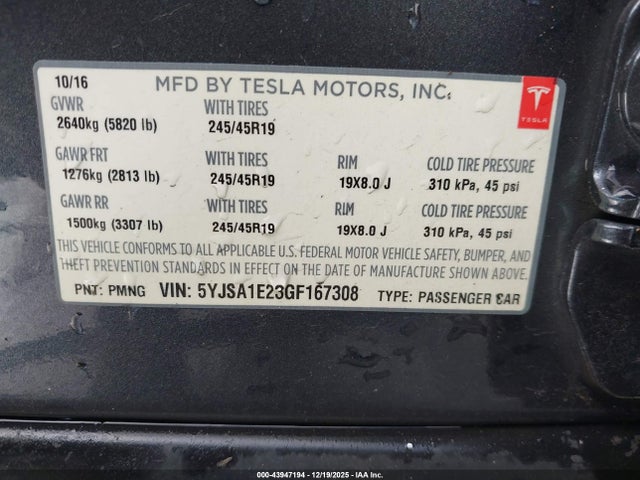 10/16 MFD BY TESLA MOTORS, INC.
GVWR WITH TIRES
2640kg (5820 lb) 245/45R19
TESLA
GAWR FRT WITH TIRES RIM COLD TIRE PRESSURE
1276kg (2813 lb) 245/45R19 19X8.0 J 310 kPa, 45 psi
GAWR RR WITH TIRES RIM COLD TIRE PRESSURE
1500kg (3307 lb) 245/45R19 19X8.0 J 310 kPa, 45 psi
THIS VEHICLE CONFORMS TO ALL APPLICABLE U.S. FEDERAL MOTOR VEHICLE SAFETY, BUMPER, AND
THEFT PREVENTION STANDARDS IN EFFECT ON THE DATE OF MANUFACTURE SHOWN ABOVE.
PNT: PMNG VIN: 5YJSA1E23GF167308 TYPE: PASSENGER CAR
000-43947194 - 12/19/2025 - IAA Inc.